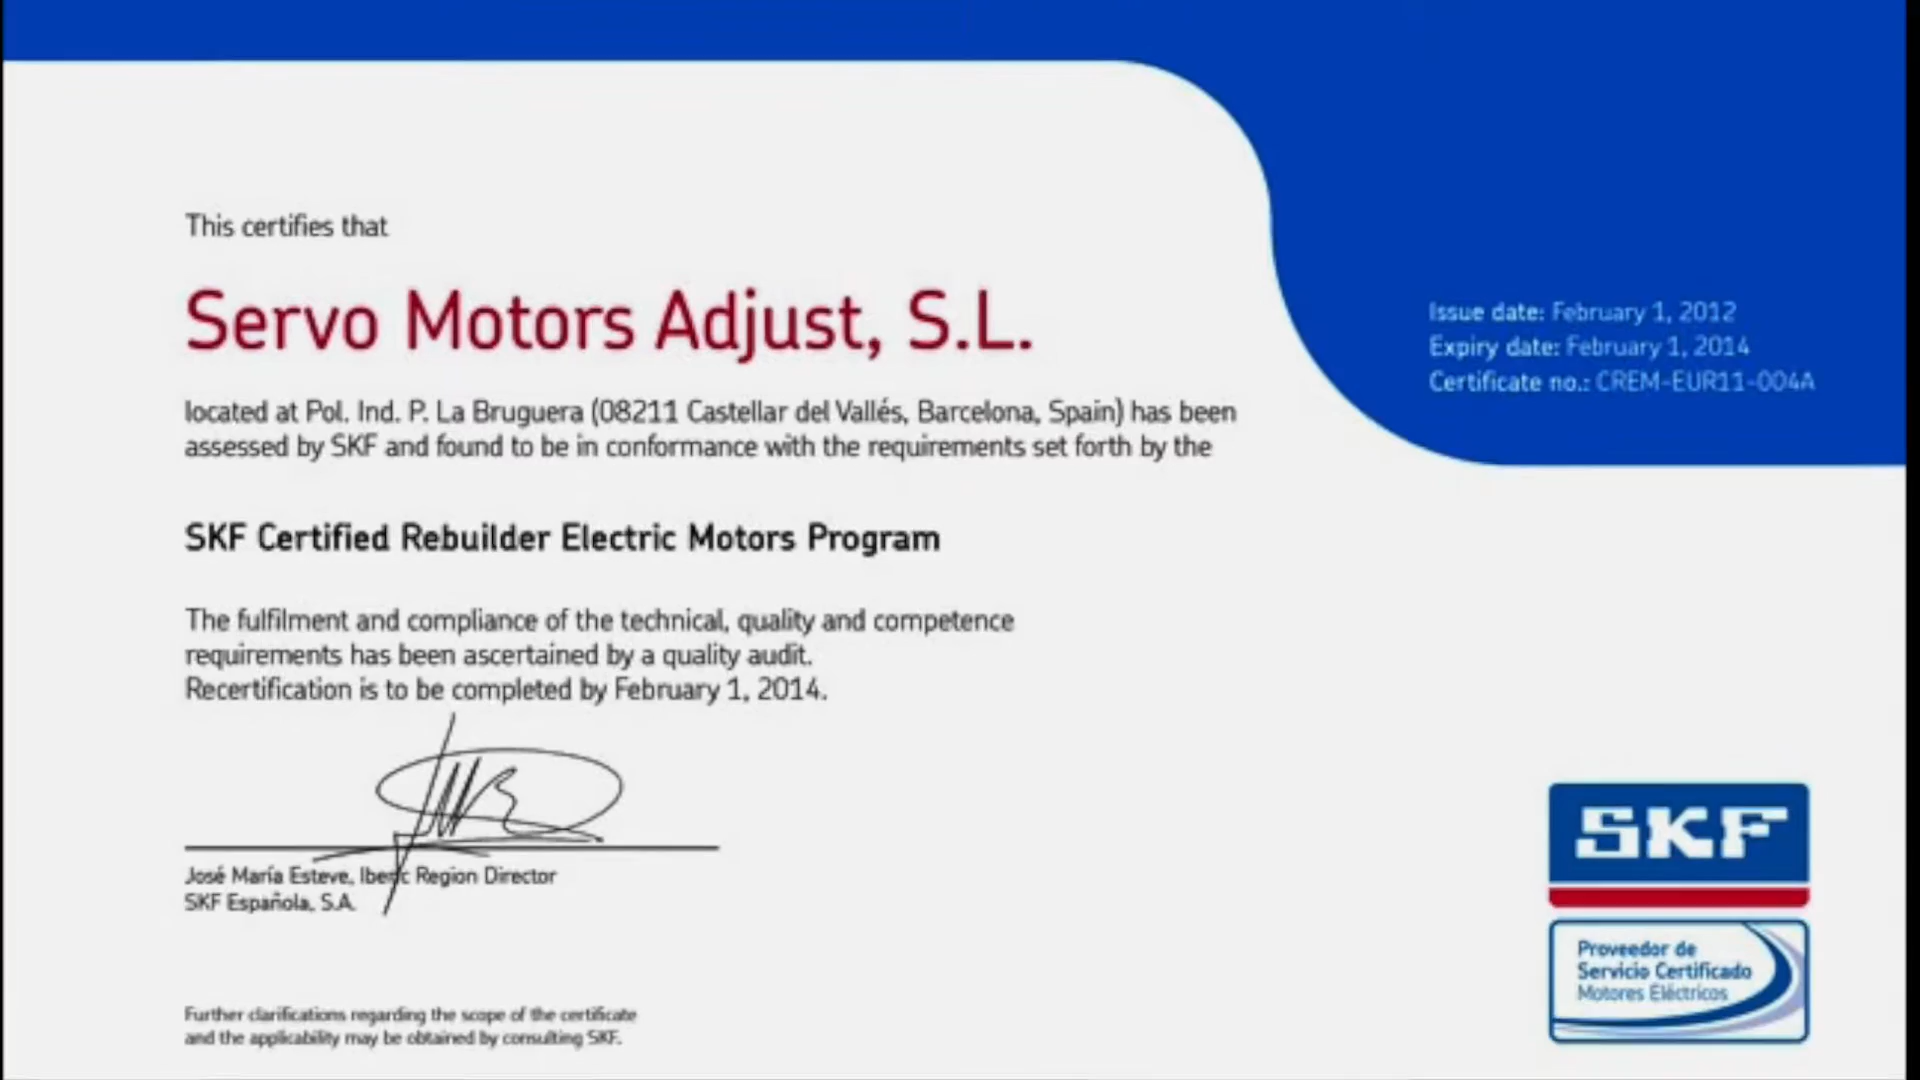 This certifies that
Servo Motors Adjust, S.L.
located at Pol. Ind. P. La Bruguera (08211 Castellar del Vallés, Barcelona, Spain) has been
assessed by SKF and found to be in conformance with the requirements set forth by the
SKF Certified Rebuilder Electric Motors Program
The fulfilment and compliance of the technical, quality and competence
requirements has been ascertained by a quality audit.
Recertification is to be completed by February 1, 2014.
José María Esteve, Iberic Region Director
SKF Española, S.A.
Further clarifications regarding the scope of the certificate
and the applicability may be obtained by consulting SKF.
Issue date: February 1, 2012
Expiry date: February 1, 2014
Certificate no.: CREM-EUR11-004A
SKF
Proveedor de
Servicio Certificado
Motores Eléctricos